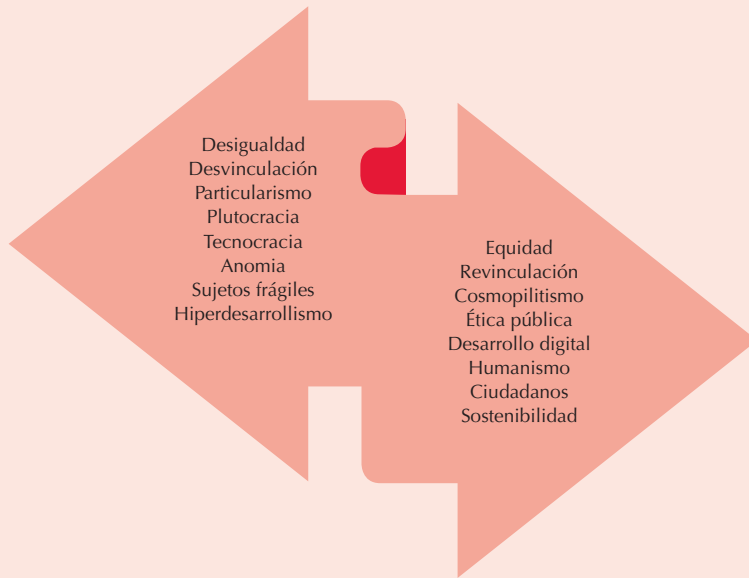 Desigualdad
Desvinculación
Particularismo
Plutocracia
Tecnocracia
Anomia
Sujetos frágiles
Hiperdesarrollismo
Equidad
Revinculación
Cosmopilitismo
Ética pública
Desarrollo digital
Humanismo
Ciudadanos
Sostenibilidad